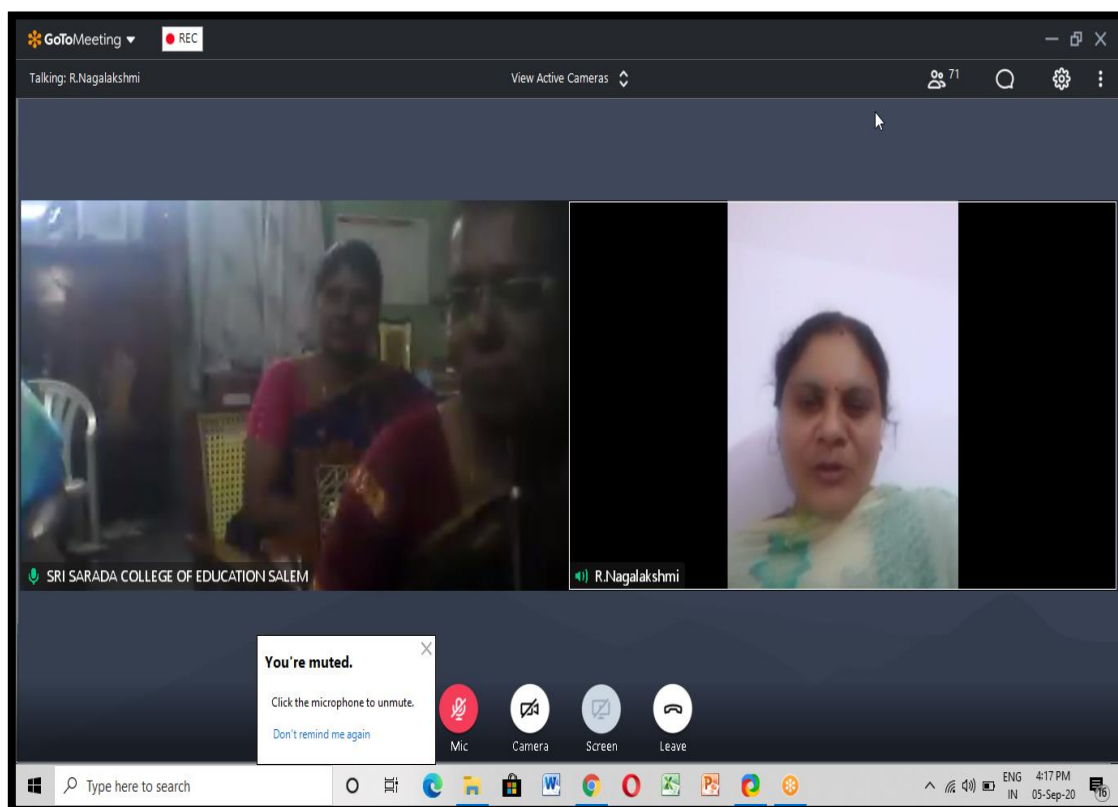 GoToMeeting
REC
Talking: R.Nagalakshmi
View Active Cameras
71
SRI SARADA COLLEGE OF EDUCATION SALEM
R.Nagalakshmi
You're muted.
Click the microphone to unmute.
Don't remind me again
Mic Camera Screen Leave
Type here to search
ENG 4:17 PM
IN 05-Sep-20
16